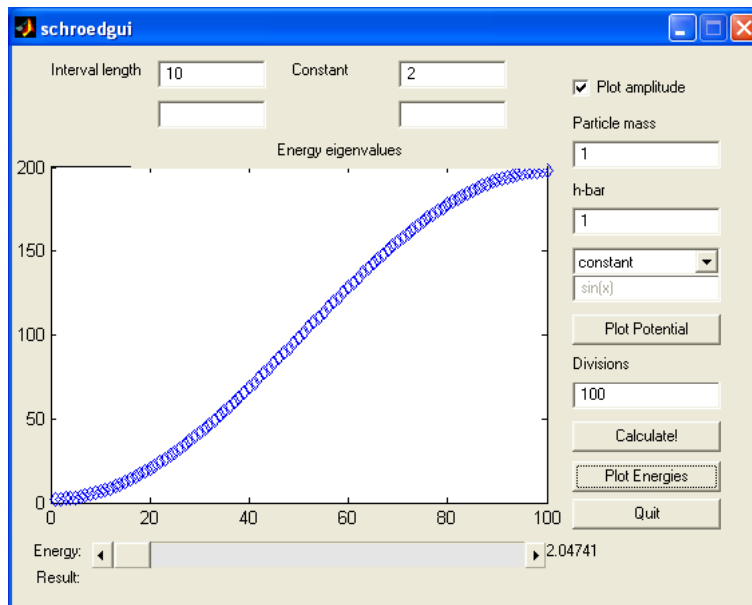 schroedgui
Interval length 10 Constant 2
Plot amplitude
Particle mass
1
h-bar
1
constant
sin(x)
Plot Potential
Divisions
100
Calculate!
Plot Energies
Quit
Energy eigenvalues
200
150
100
50
0
0 20 40 60 80 100
Energy: 2.04741
Result: